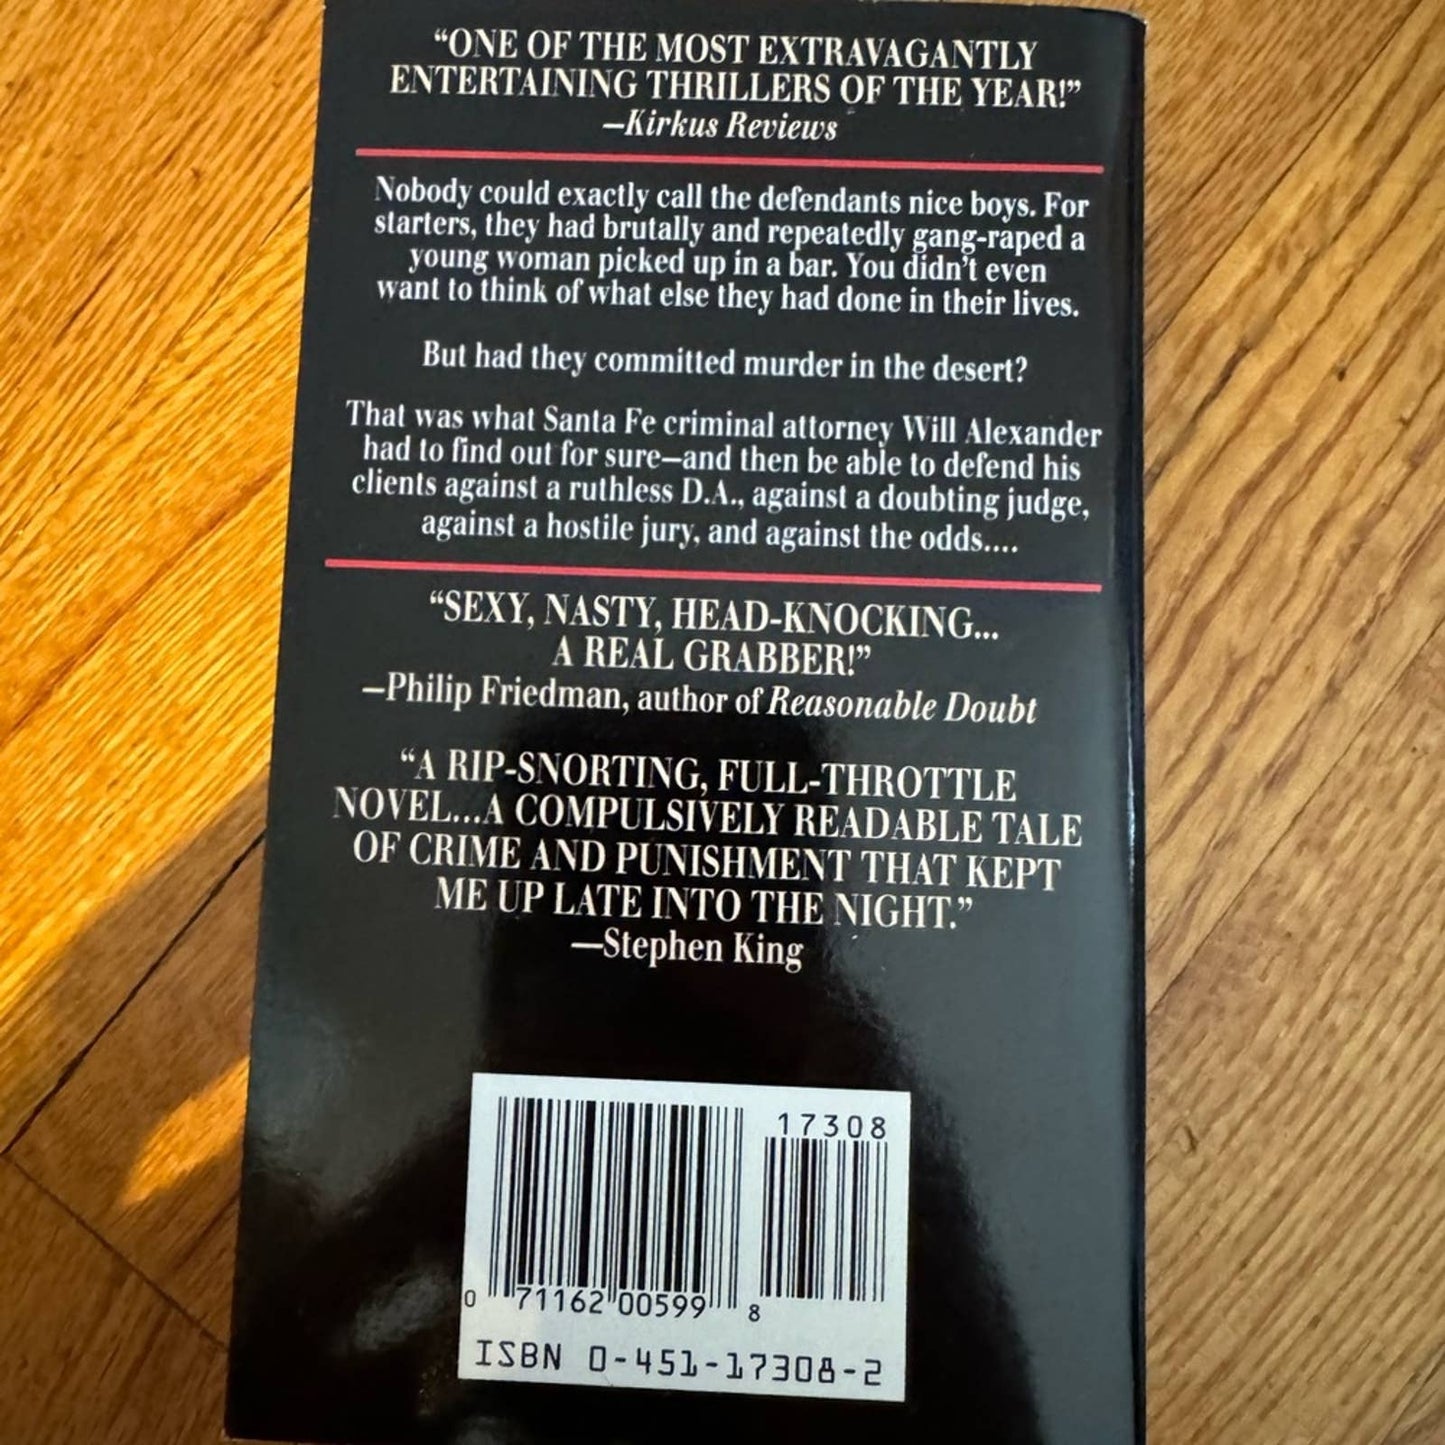 “ONE OF THE MOST EXTRAVAGANTLY
ENTERTAINING THRILLERS OF THE YEAR!”
—Kirkus Reviews
Nobody could exactly call the defendants nice boys. For
starters, they had brutally and repeatedly gang-raped a
young woman picked up in a bar. You didn’t even
want to think of what else they had done in their lives.
But had they committed murder in the desert?
That was what Santa Fe criminal attorney Will Alexander
had to find out for sure—and then be able to defend his
clients against a ruthless D.A., against a doubting judge,
against a hostile jury, and against the odds....
“SEXY, NASTY, HEAD-KNOCKING...
A REAL GRABBER!”
—Philip Friedman, author of Reasonable Doubt
“A RIP-SNORTING, FULL-THROTTLE
NOVEL...A COMPULSIVELY READABLE TALE
OF CRIME AND PUNISHMENT THAT KEPT
ME UP LATE INTO THE NIGHT.”
—Stephen King
17308
0 71162 00599 8
ISBN 0-451-17308-2